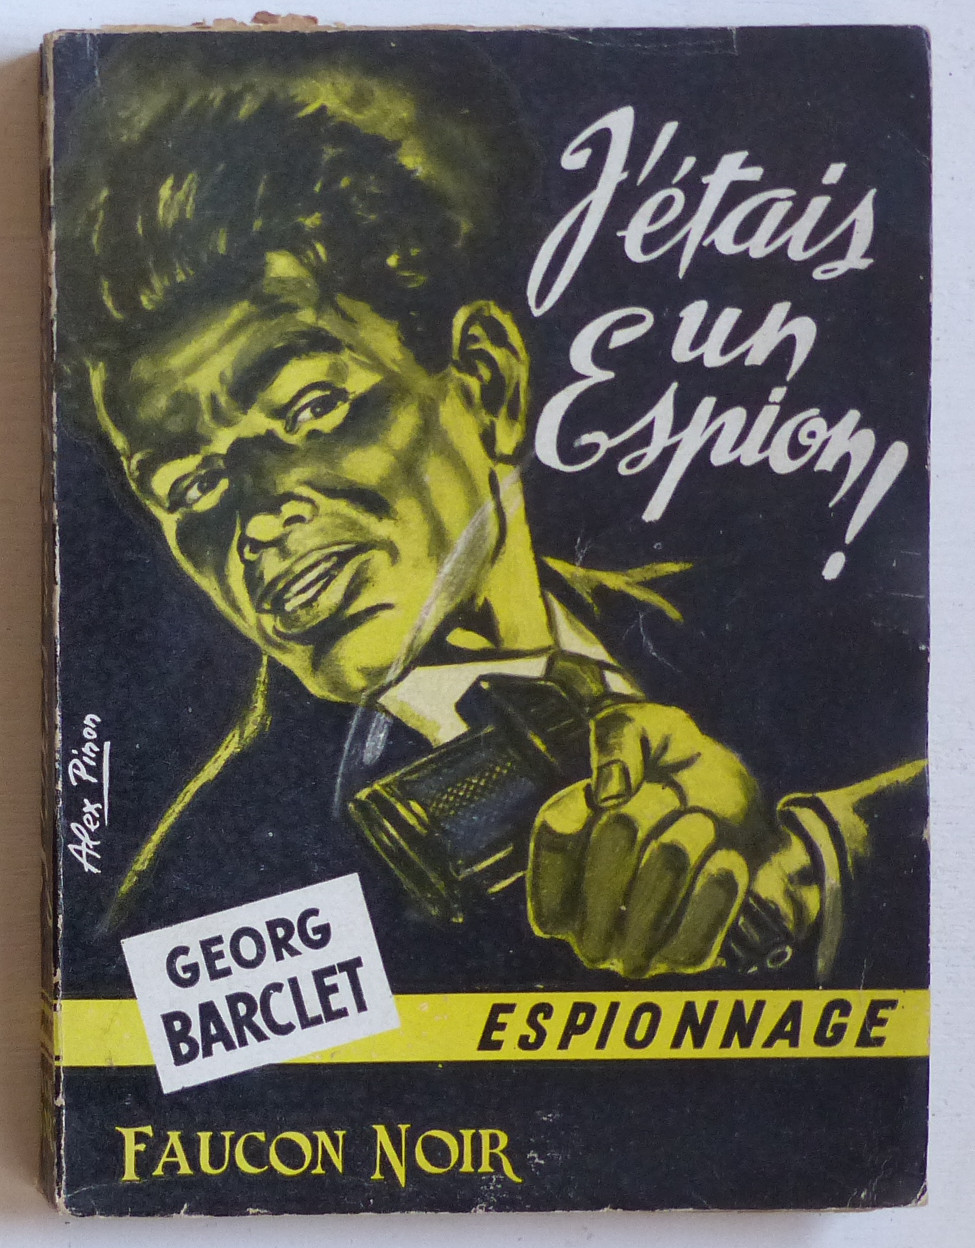 J'étais
un
Espion!
Alex Pinon
GEORG
BARCLET
ESPIONNAGE
FAUCON NOIR